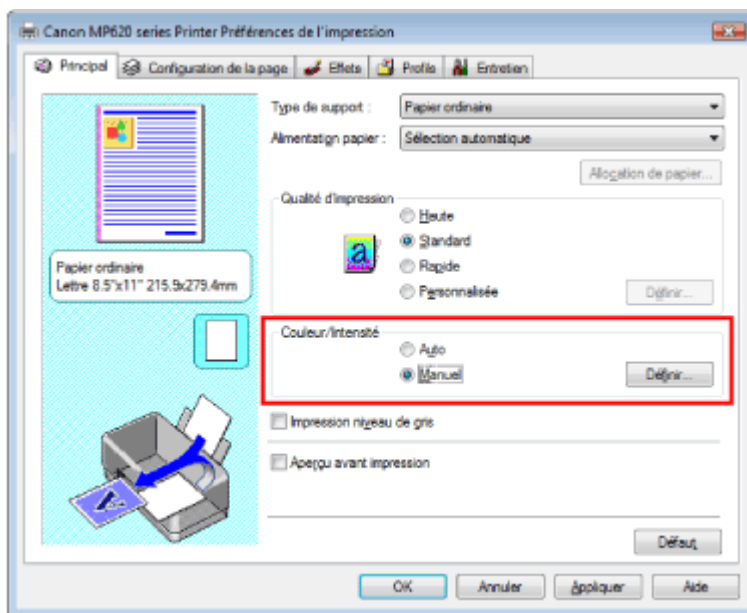 Canon MP620 series Printer Préférences de l'impression
Principal Configuration de la page Effets Profils Entretien
Type de support : Papier ordinaire
Alimentation papier : Sélection automatique
Allocation de papier...
Qualité d'impression
Haute
a Standard
Rapide
Personnalisée Définir...
Papier ordinaire
Lettre 8.5"x11" 215.9x279.4mm
Couleur/Intensité
Auto
Manuel Définir...
Impression niveau de gris
Aperçu avant impression
Défaut
OK Annuler Appliquer Aide